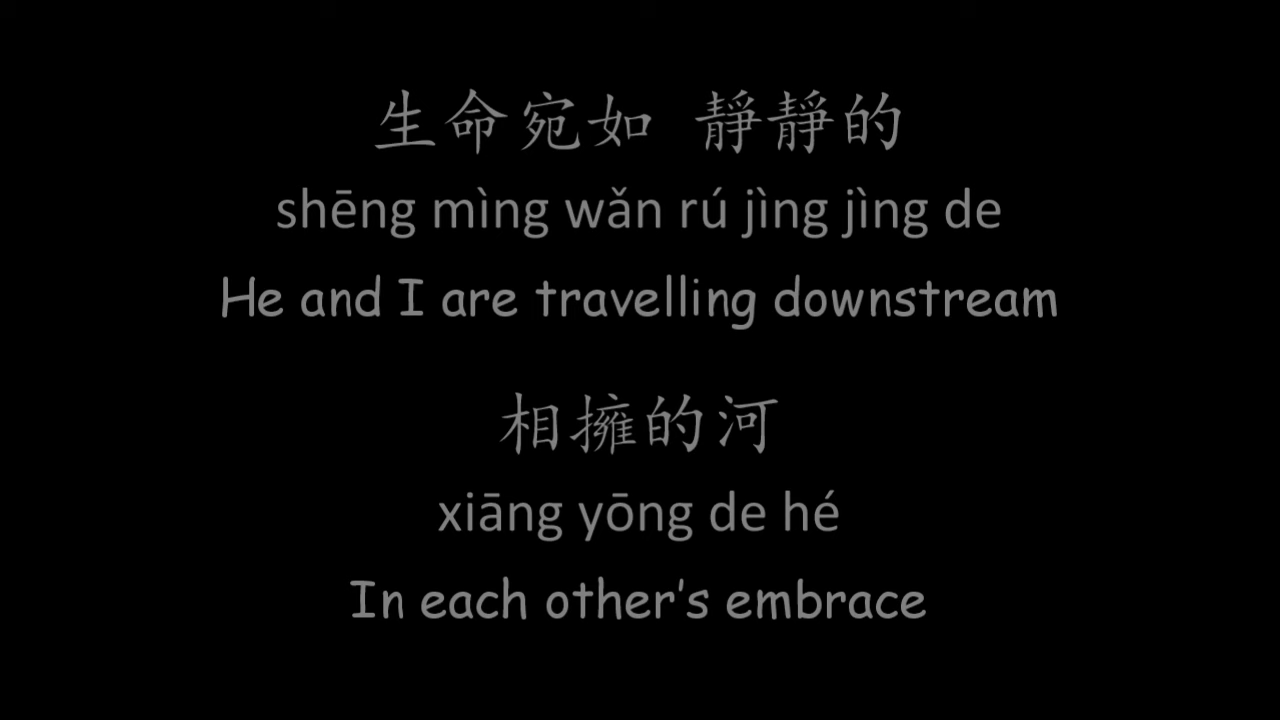 生命宛如 靜靜的
shēng mìng wǎn rú jìng jìng de
He and I are travelling downstream
相擁的河
xiāng yōng de hé
In each other's embrace